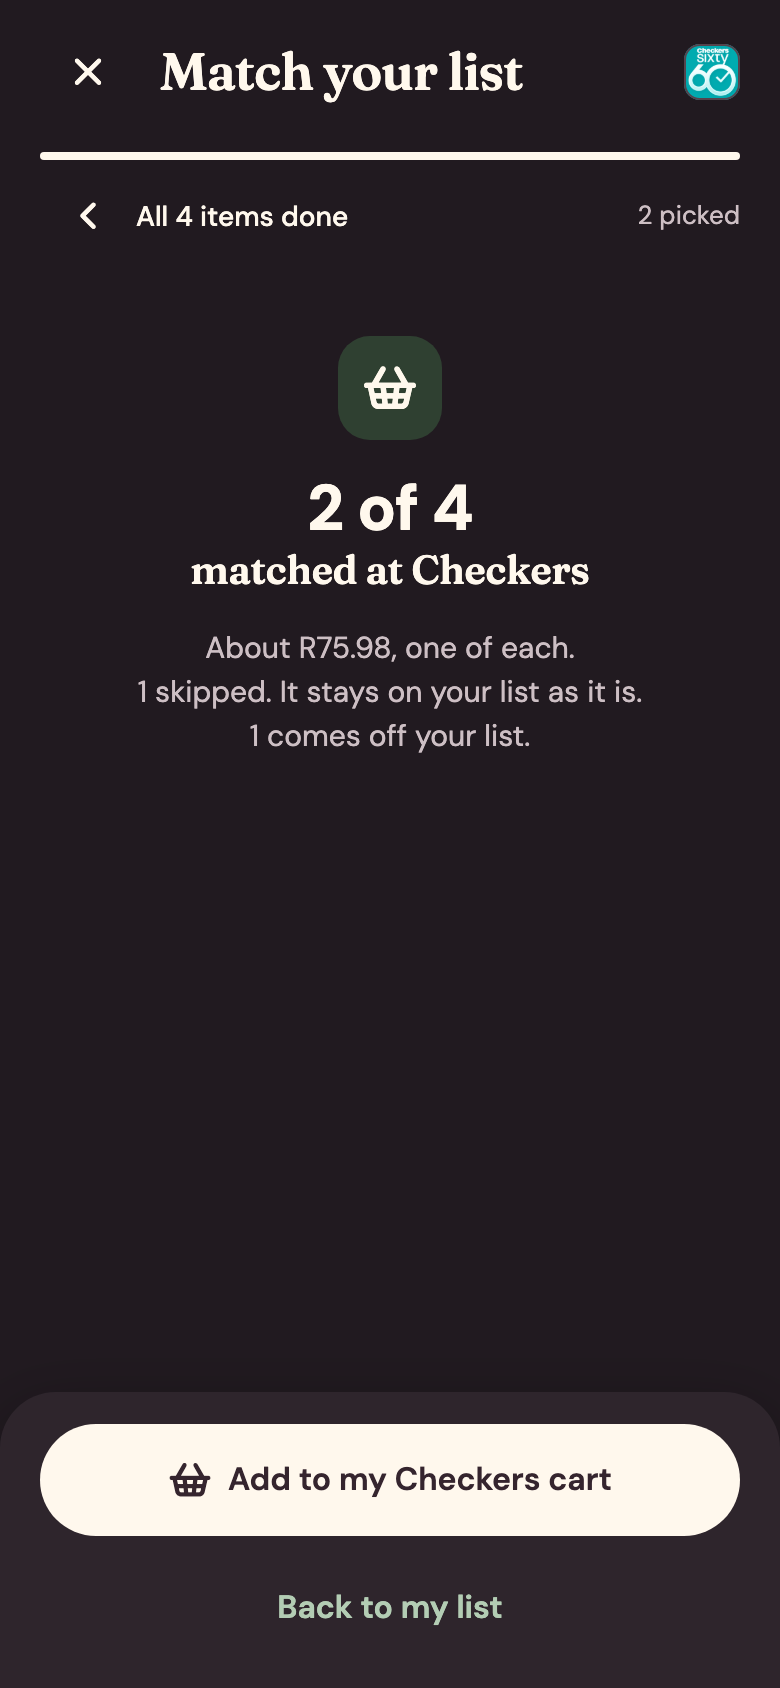 Match your list
Checkers
sixty
60
All 4 items done
2 picked
2 of 4
matched at Checkers
About R75.98, one of each.
1 skipped. It stays on your list as it is.
1 comes off your list.
Add to my Checkers cart
Back to my list